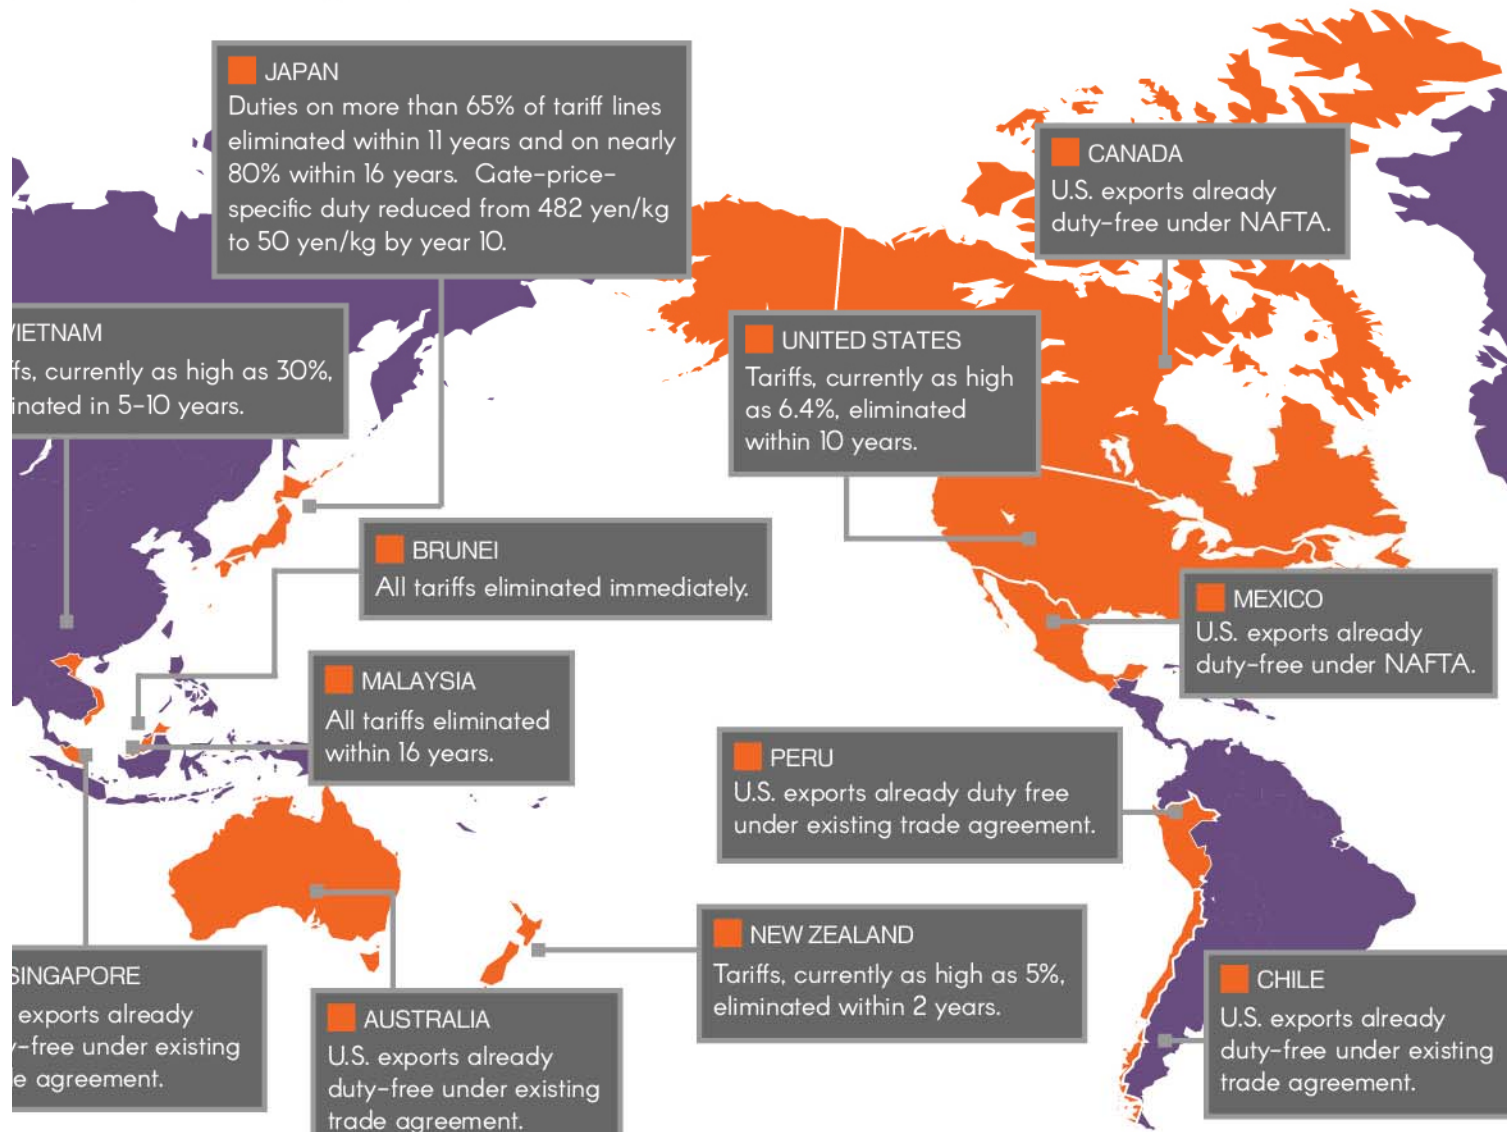 JAPAN
Duties on more than 65% of tariff lines
eliminated within 11 years and on nearly
80% within 16 years. Gate-price-
specific duty reduced from 482 yen/kg
to 50 yen/kg by year 10.
CANADA
U.S. exports already
duty-free under NAFTA.
VIETNAM
currently as high as 30%,
in 5-10 years.
UNITED STATES
Tariffs, currently as high
as 6.4%, eliminated
within 10 years.
BRUNEI
All tariffs eliminated immediately.
MEXICO
U.S. exports already
duty-free under NAFTA.
MALAYSIA
All tariffs eliminated
within 16 years.
PERU
U.S. exports already duty free
under existing trade agreement.
NEW ZEALAND
Tariffs, currently as high as 5%,
eliminated within 2 years.
SINGAPORE
exports already
-free under existing
agreement.
AUSTRALIA
U.S. exports already
duty-free under existing
trade agreement.
CHILE
U.S. exports already
duty-free under existing
trade agreement.